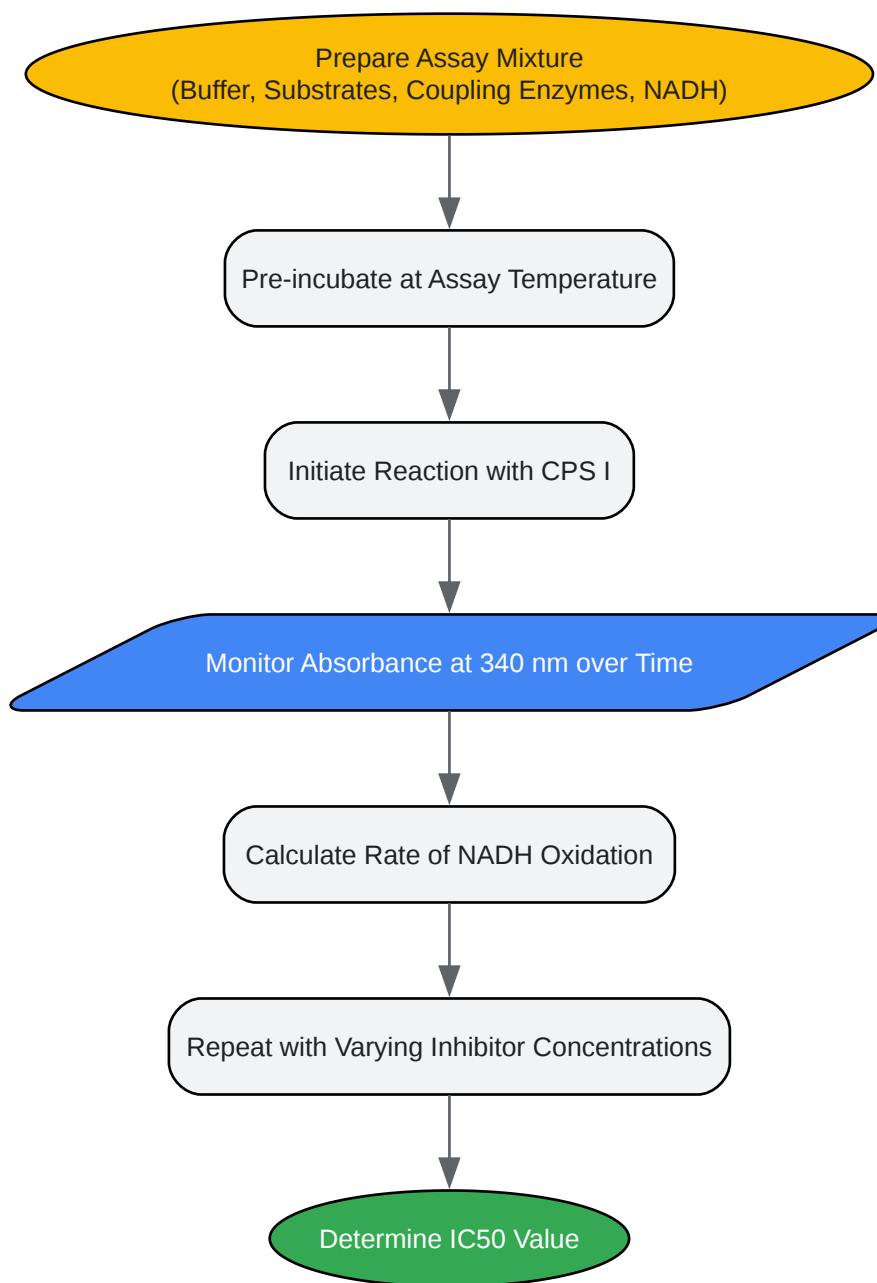 Prepare Assay Mixture
(Buffer, Substrates, Coupling Enzymes, NADH)
Pre-incubate at Assay Temperature
Initiate Reaction with CPS I
Monitor Absorbance at 340 nm over Time
Calculate Rate of NADH Oxidation
Repeat with Varying Inhibitor Concentrations
Determine IC50 Value